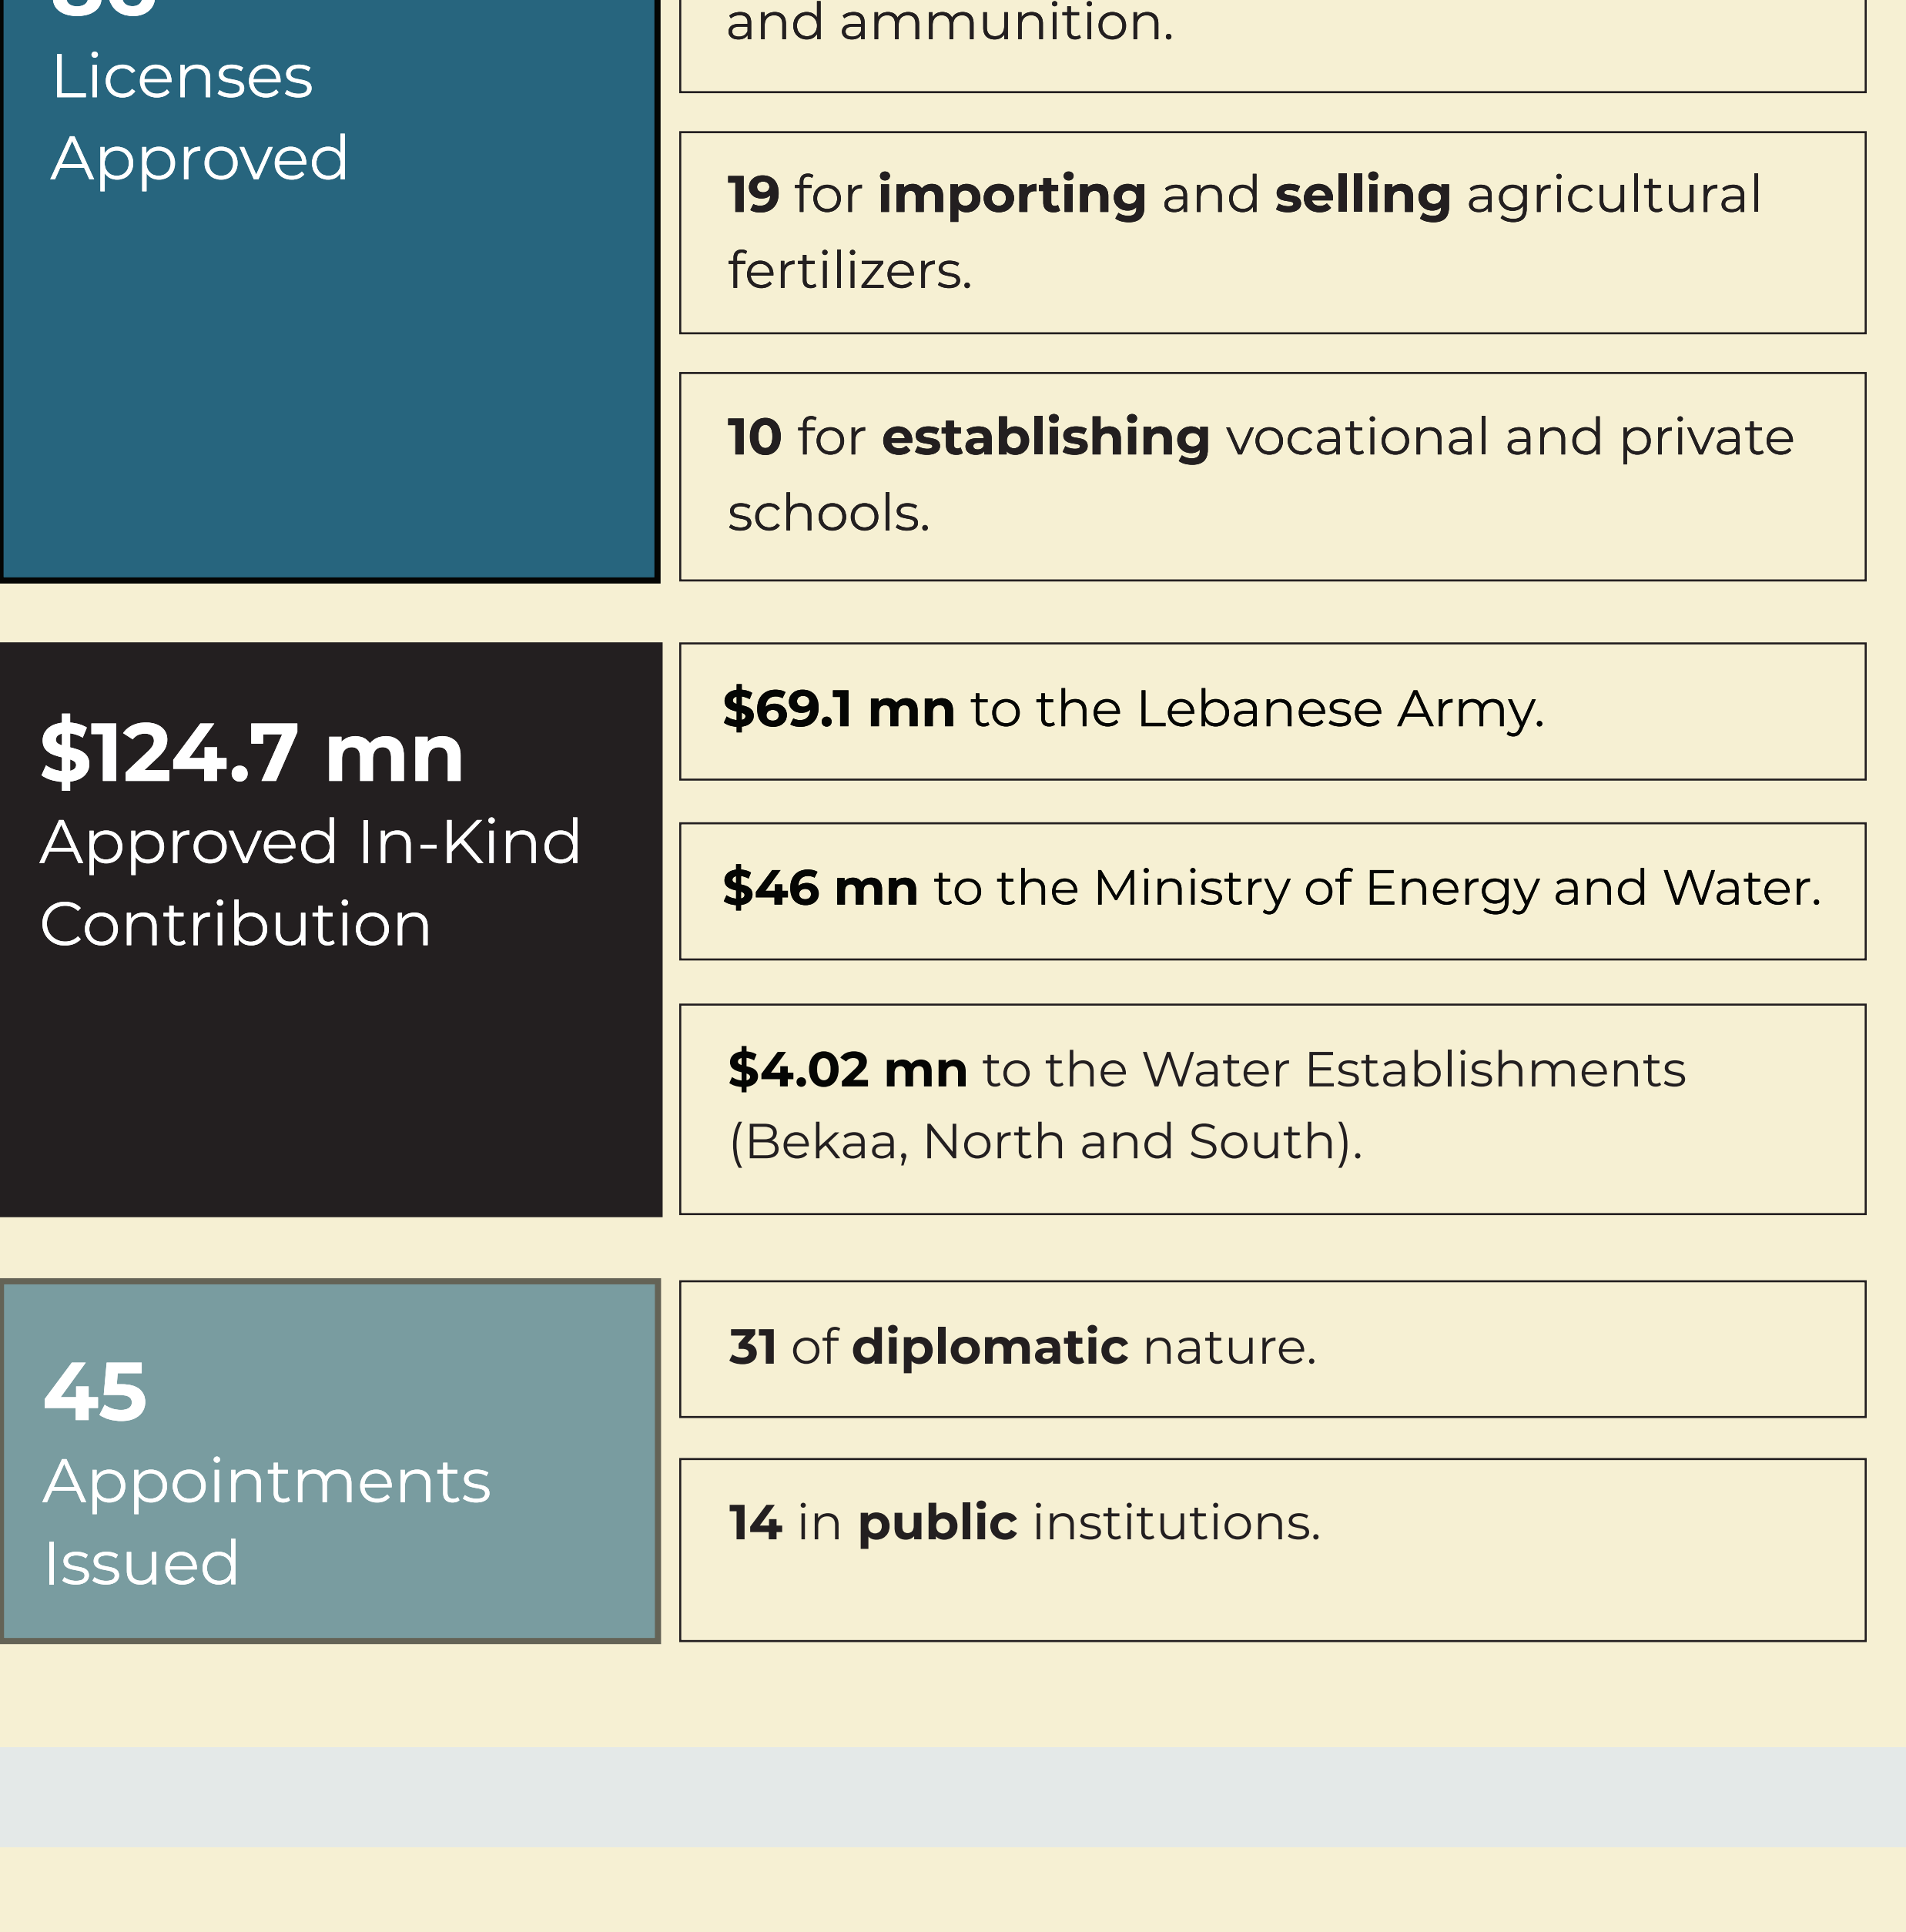 Licenses
Approved
and ammunition.
19 for importing and selling agricultural
fertilizers.
10 for establishing vocational and private
schools.
$124.7 mn
Approved In-Kind
Contribution
$69.1 mn to the Lebanese Army.
$46 mn to the Ministry of Energy and Water.
$4.02 mn to the Water Establishments
(Bekaa, North and South).
45
Appointments
Issued
31 of diplomatic nature.
14 in public institutions.